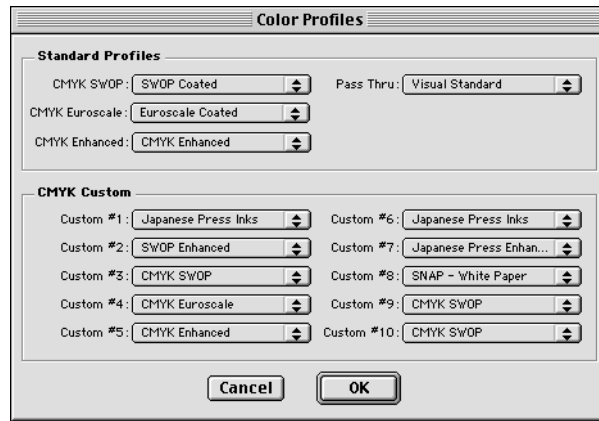 Color Profiles
Standard Profiles
CMYK SWOP: SWOP Coated
Pass Thru: Visual Standard
CMYK Euroscale: Euroscale Coated
CMYK Enhanced: CMYK Enhanced
CMYK Custom
Custom #1: Japanese Press Inks
Custom #6: Japanese Press Inks
Custom #2: SWOP Enhanced
Custom #7: Japanese Press Enhan...
Custom #3: CMYK SWOP
Custom #8: SNAP - White Paper
Custom #4: CMYK Euroscale
Custom #9: CMYK SWOP
Custom #5: CMYK Enhanced
Custom #10: CMYK SWOP
Cancel
OK